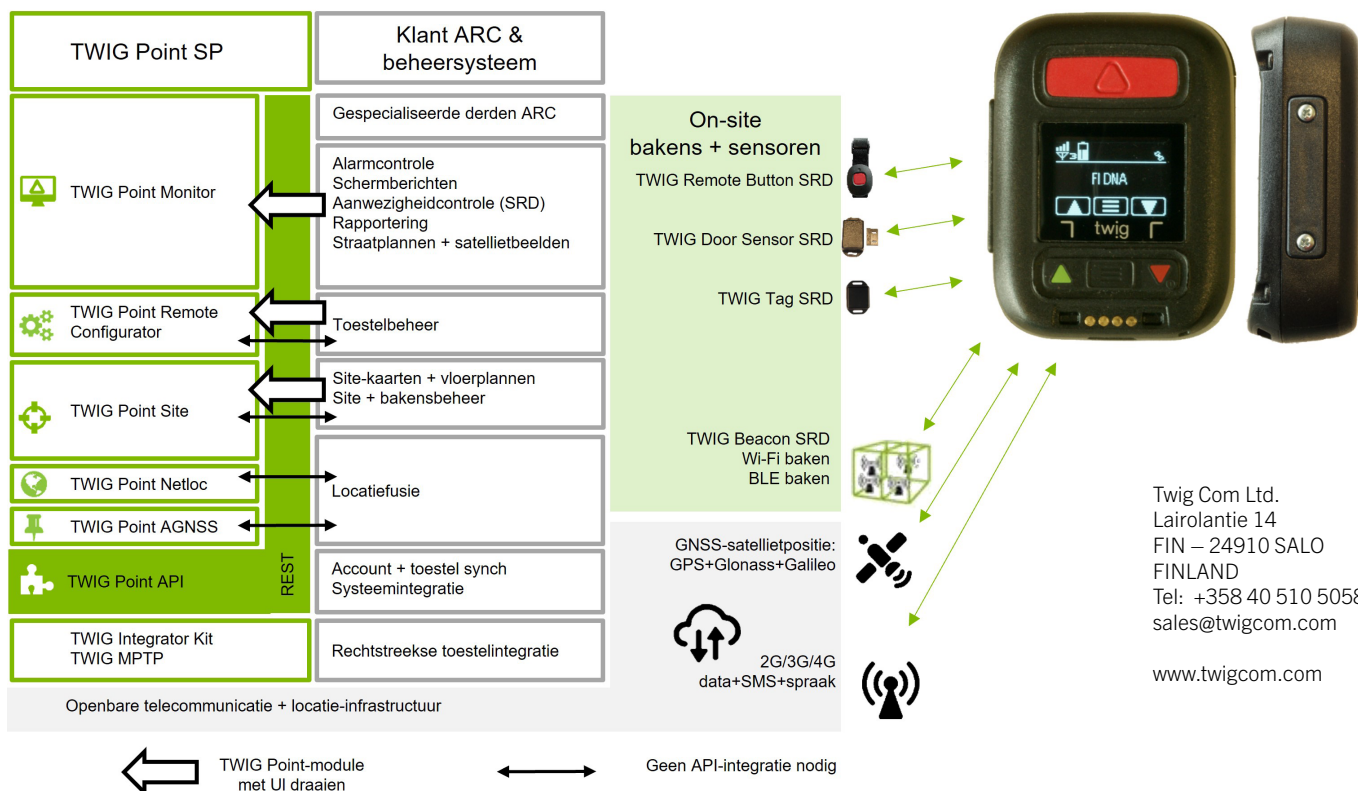 TWIG Point SP
Klant ARC &
beheersysteem
TWIG Point Monitor
TWIG Point Remote
Configurator
TWIG Point Site
TWIG Point Netloc
TWIG Point AGNSS
TWIG Point API
TWIG Integrator Kit
TWIG MPTP
REST
Gespecialiseerde derden ARC
Alarmcontrole
Schermberichten
Aanwezigheidcontrole (SRD)
Rapportering
Straatplannen + satellietbeelden
Toestelbeheer
Site-kaarten + vloerplannen
Site + bakensbeheer
Locatiefusie
Account + toestel synch
Systeemintegratie
Rechtstreekse toestelintegratie
Openbare telecommunicatie + locatie-infrastructuur
On-site
bakens + sensoren
TWIG Remote Button SRD
TWIG Door Sensor SRD
TWIG Tag SRD
TWIG Beacon SRD
Wi-Fi baken
BLE baken
GNSS-satellietpositie:
GPS+Glonass+Galileo
2G/3G/4G
data+SMS+spraak
3
FI DNA
twig
Twig Com Ltd.
Lairolantie 14
FIN – 24910 SALO
FINLAND
Tel: +358 40 510 5058
sales@twigcom.com
www.twigcom.com
TWIG Point-module
met UI draaien
Geen API-integratie nodig